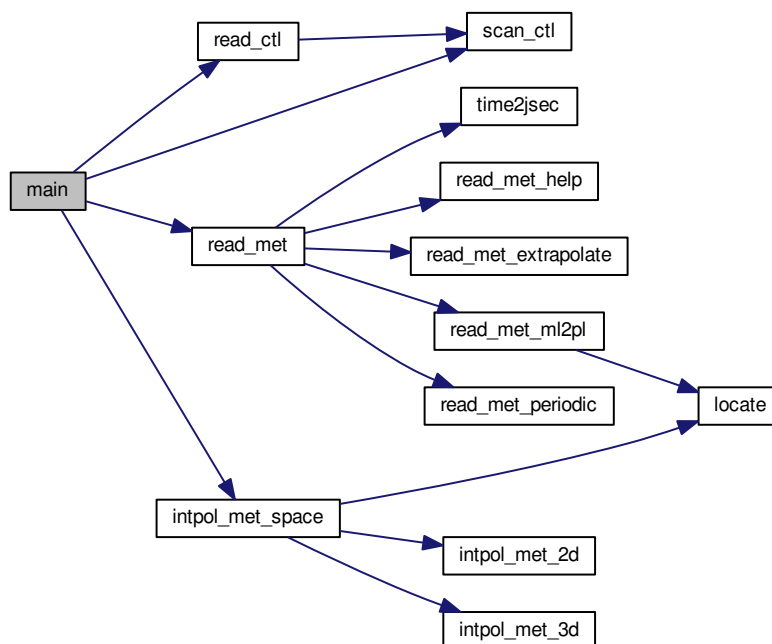 main
read_ctl
scan_ctl
time2jsec
read_met_help
read_met
read_met_extrapolate
read_met_ml2pl
read_met_periodic
locate
intpol_met_space
intpol_met_2d
intpol_met_3d